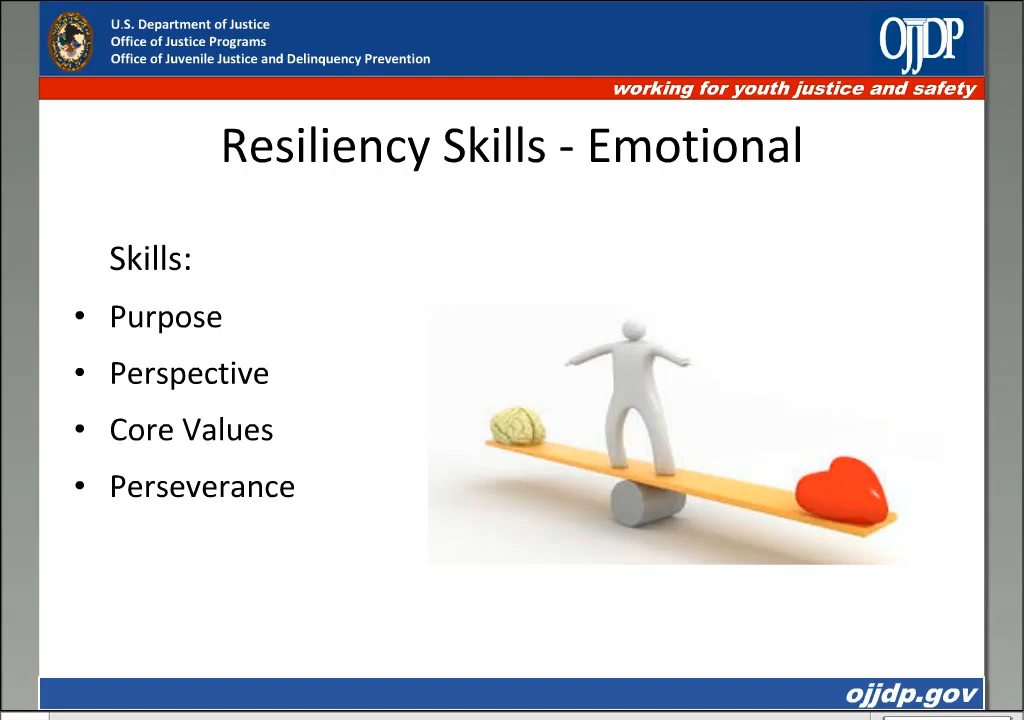 U.S. Department of Justice
Office of Justice Programs
Office of Juvenile Justice and Delinquency Prevention
OJJDP
working for youth justice and safety
Resiliency Skills - Emotional
Skills:
• Purpose
• Perspective
• Core Values
• Perseverance
ojjdp.gov